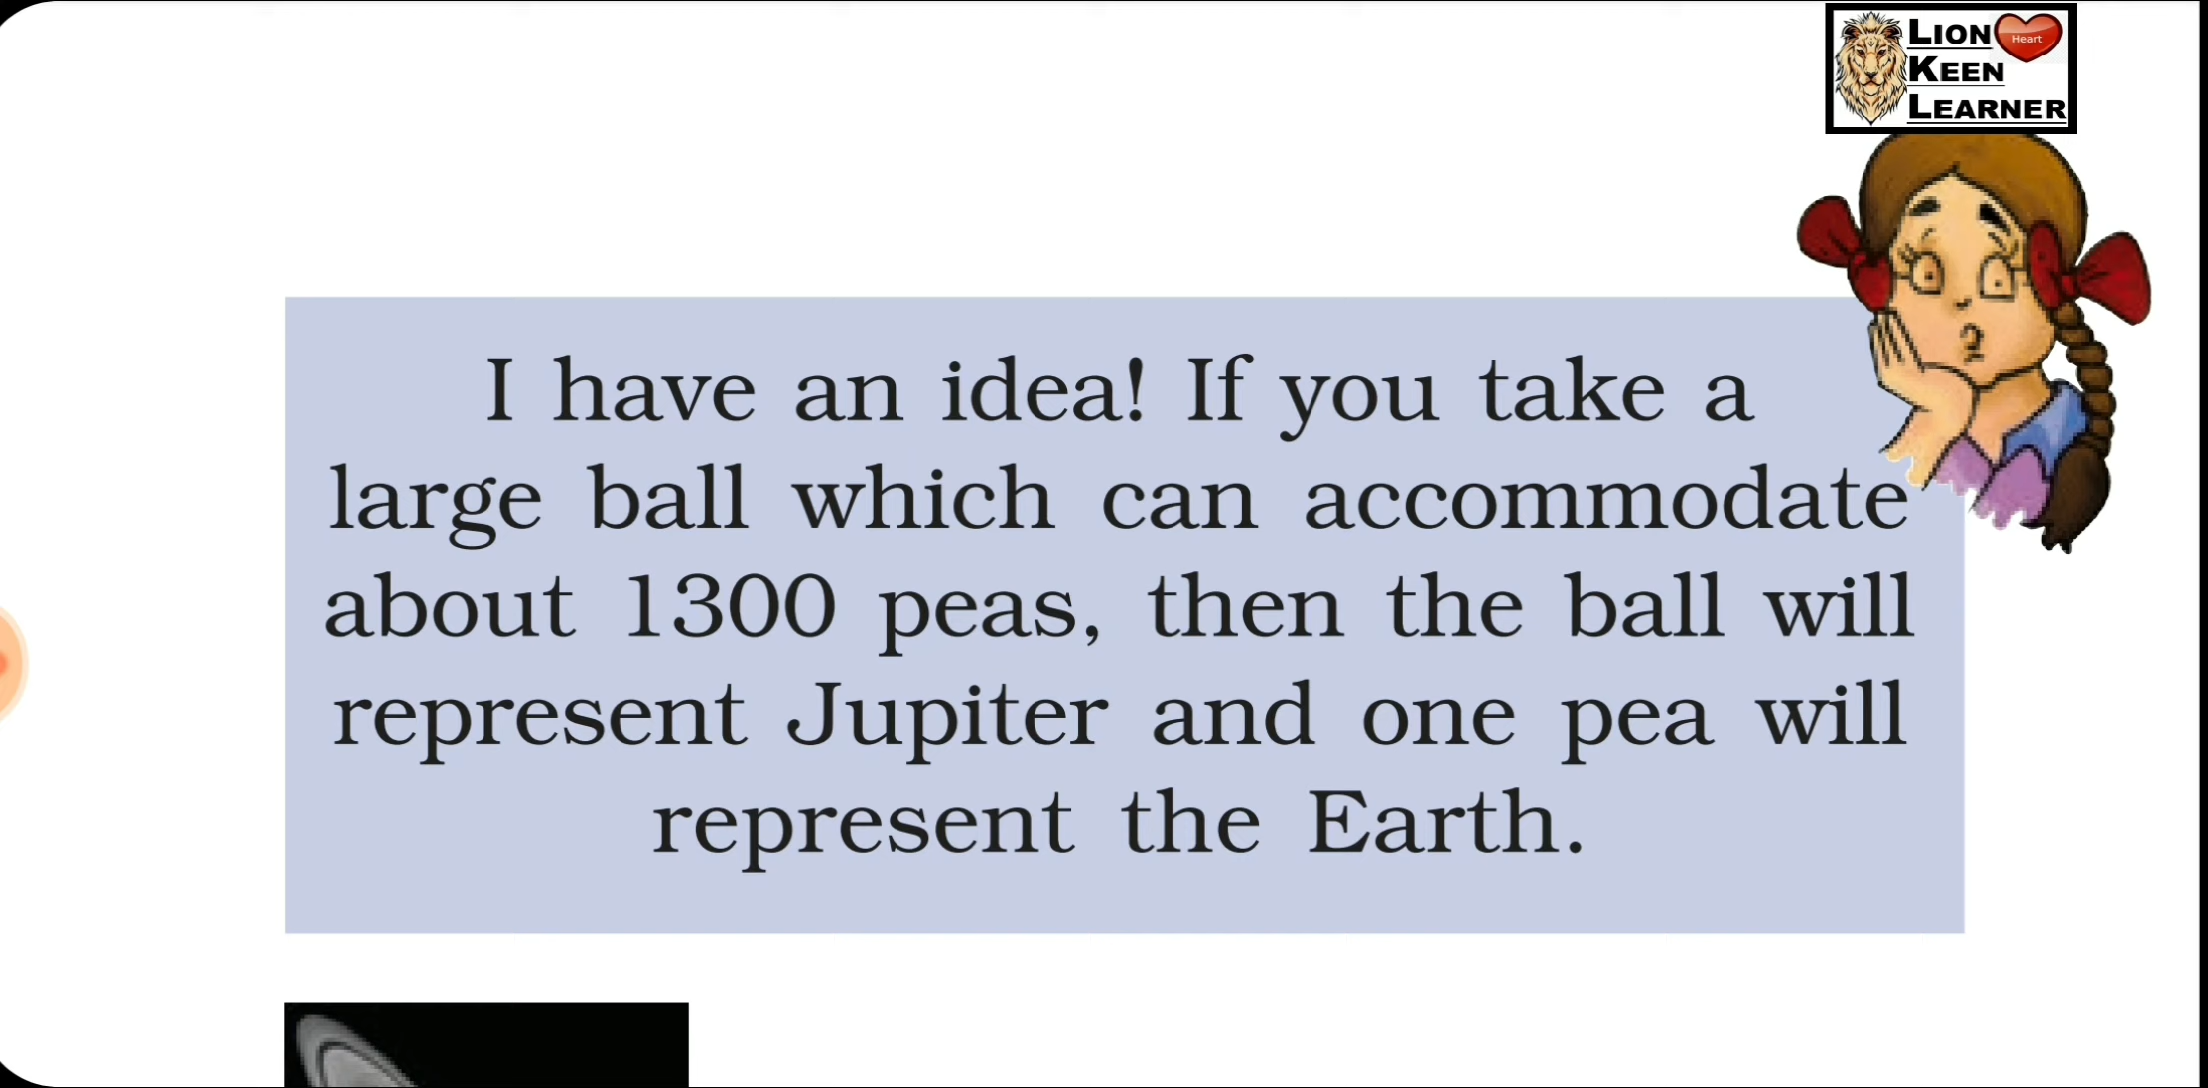 LION Heart
KEEN
LEARNER
I have an idea! If you take a
large ball which can accommodate
about 1300 peas, then the ball will
represent Jupiter and one pea will
represent the Earth.